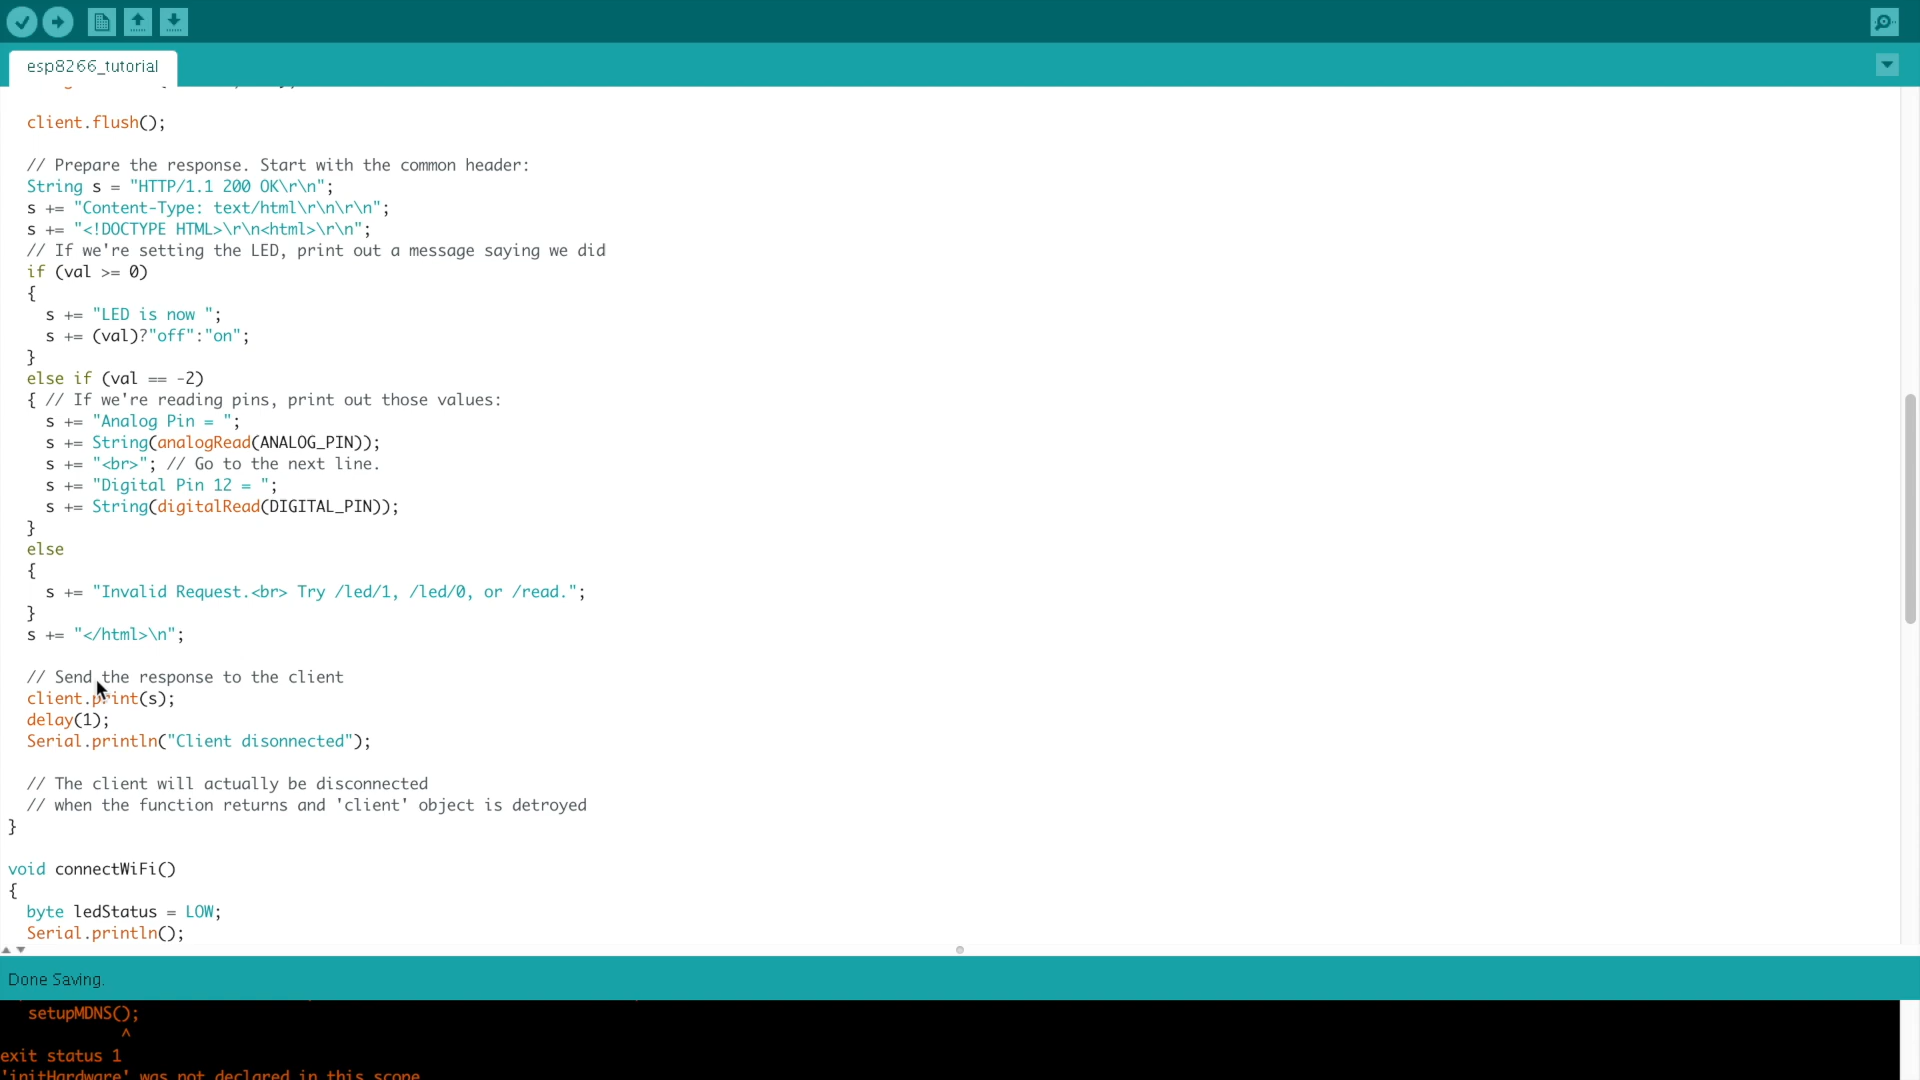 esp8266_tutorial
client.flush();
// Prepare the response. Start with the common header:
String s = "HTTP/1.1 200 OK\r\n";
s += "Content-Type: text/html\r\n\r\n";
s += "<!DOCTYPE HTML>\r\n<html>\r\n";
// If we're setting the LED, print out a message saying we did
if (val >= 0)
{
s += "LED is now ";
s += (val)?"off":"on";
}
else if (val == -2)
{ // If we're reading pins, print out those values:
s += "Analog Pin = ";
s += String(analogRead(ANALOG_PIN));
s += "<br>"; // Go to the next line.
s += "Digital Pin 12 = ";
s += String(digitalRead(DIGITAL_PIN));
}
else
{
s += "Invalid Request.<br> Try /led/1, /led/0, or /read.";
}
s += "</html>\n";
// Send the response to the client
client.print(s);
delay(1);
Serial.println("Client disonnected");
// The client will actually be disconnected
// when the function returns and 'client' object is detroyed
}
void connectWiFi()
{
byte ledStatus = LOW;
Serial.println();
Done Saving.
setupMDNS();
^
exit status 1
'initHardware' was not declared in this scope